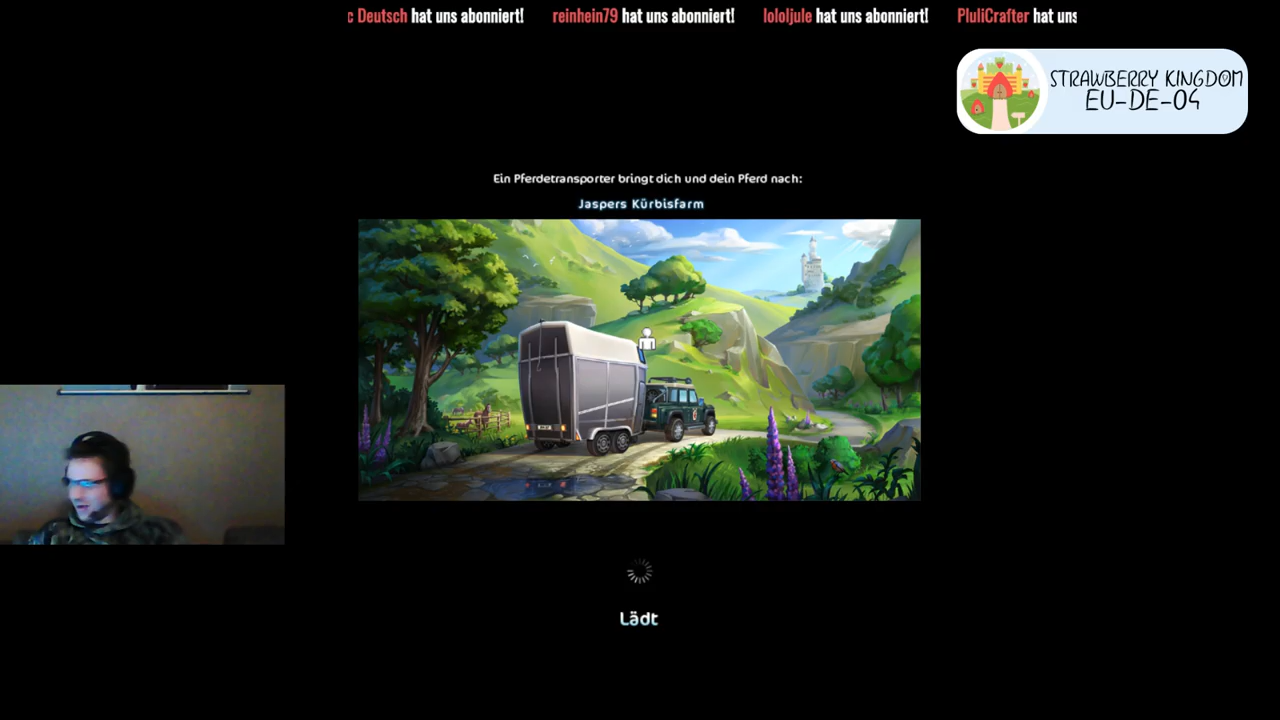 c Deutsch hat uns abonniert! reinhein79 hat uns abonniert! lololjule hat uns abonniert! PluliCrafter hat uns
STRAWBERRY KINGDOM
EU-DE-04
Ein Pferdetransporter bringt dich und dein Pferd nach:
Jaspers Kürbisfarm
Lädt